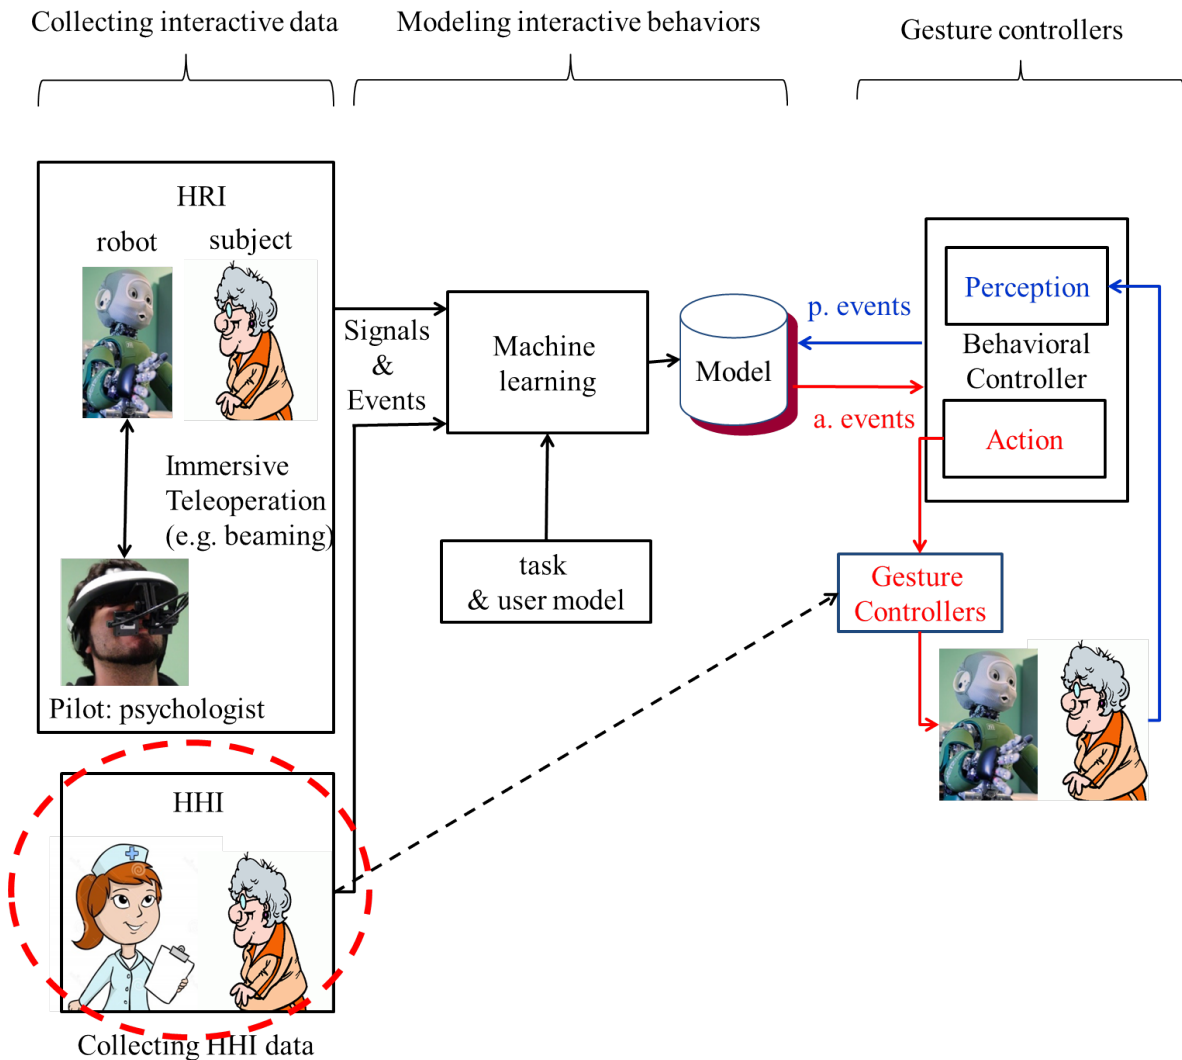 Collecting interactive data
Modeling interactive behaviors
Gesture controllers
HRI
robot
subject
Immersive
Teleoperation
(e.g. beaming)
Pilot: psychologist
Signals
&
Events
Machine
learning
task
& user model
Model
p. events
a. events
Perception
Behavioral
Controller
Action
Gesture
Controllers
HHI
Collecting HHI data